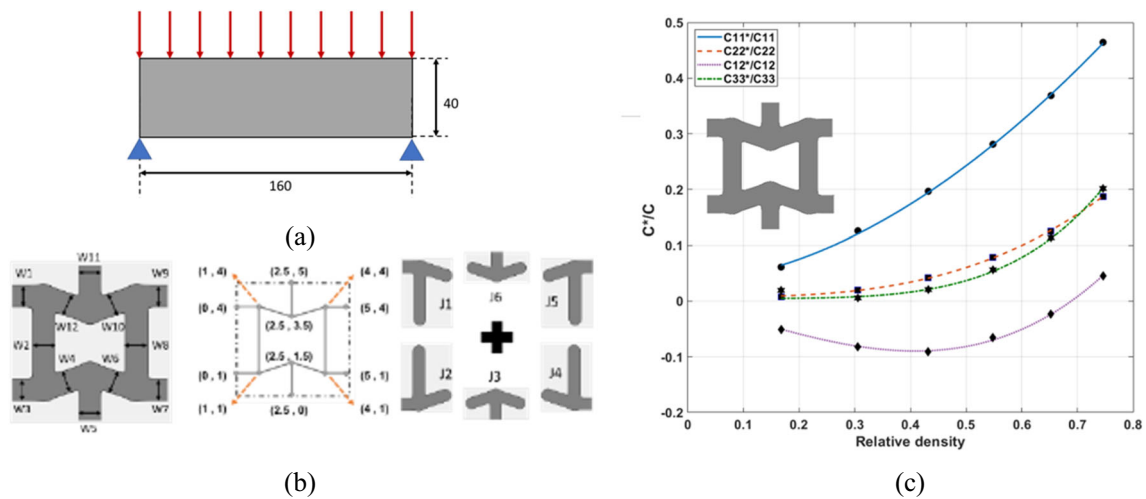 40
160
(a)
W11
W1
W9
W12
W10
W2
W8
W4
W6
W3
W7
W5
(1, 4)
(2.5 , 5)
(4, 4)
(0, 4)
(5, 4)
(2.5 , 3.5)
(2.5 , 1.5)
(0, 1)
(5, 1)
(1, 1)
(2.5 , 0)
(4, 1)
J1
J6
J5
J2
J3
J4
(b)
C11*/C11
C22*/C22
C12*/C12
C33*/C33
C*/C
0.5
0.4
0.3
0.2
0.1
0
-0.1
-0.2
0 0.1 0.2 0.3 0.4 0.5 0.6 0.7 0.8
Relative density
(c)